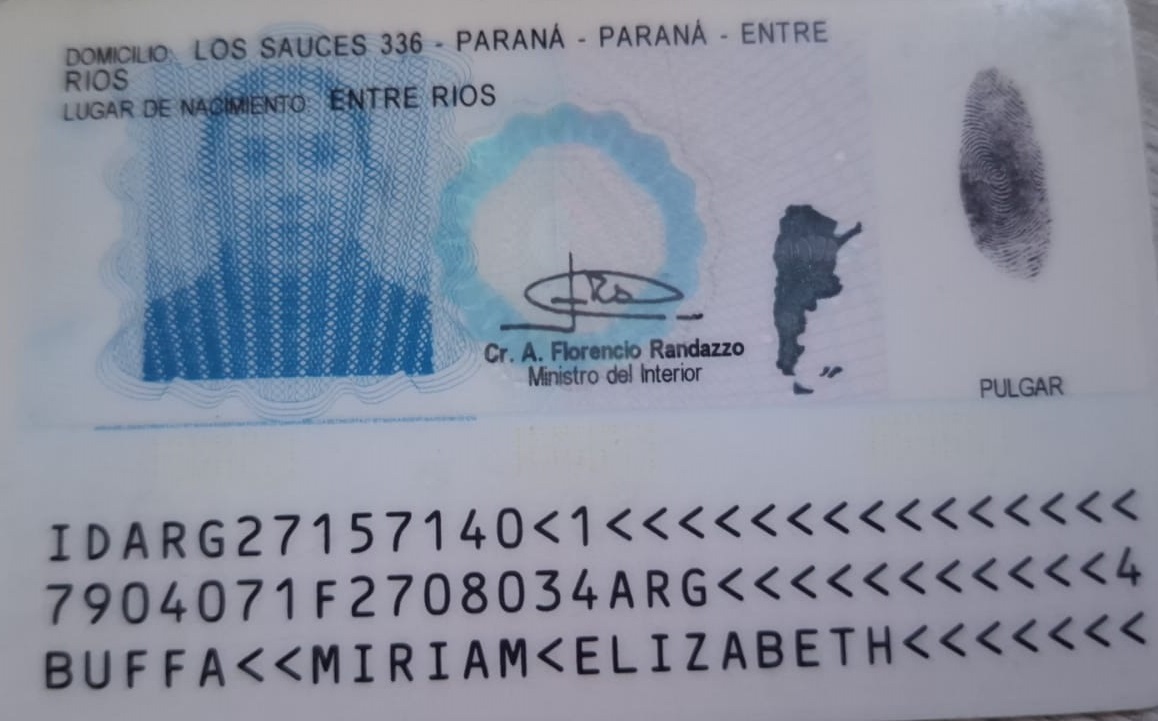 DOMICILIO: LOS SAUCES 336 - PARANÁ - PARANÁ - ENTRE
RIOS
LUGAR DE NACIMIENTO: ENTRE RIOS
Cr. A. Florencio Randazzo
Ministro del Interior
PULGAR
IDARG27157140<1<<<<<<<<<<<<<<<
7904071F2708034ARG<<<<<<<<<<<4
BUFFA<<MIRIAM<ELIZABETH<<<<<<<